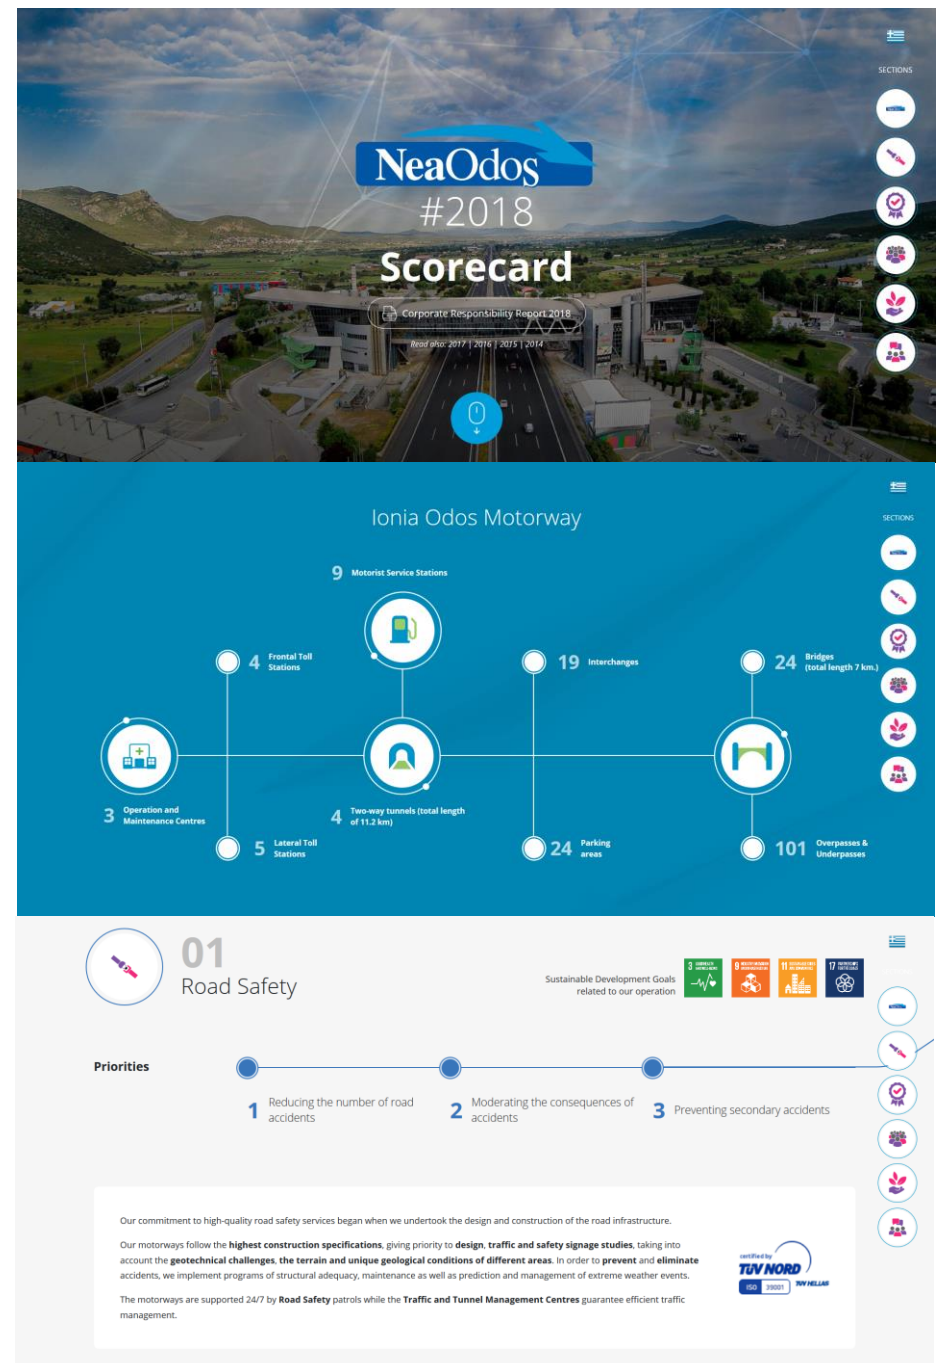 SECTIONS
NeaOdos
#2018
Scorecard
Corporate Responsibility Report 2018
Read also: 2017 | 2016 | 2015 | 2014
Ionia Odos Motorway
SECTIONS
9 Motorist Service Stations
4 Frontal Toll
Stations
19 Interchanges
24 Bridges
(total length 7 km.)
3 Operation and
Maintenance Centres
4 Two-way tunnels (total length
of 11.2 km)
5 Lateral Toll
Stations
24 Parking
areas
101 Overpasses &
Underpasses
01
Road Safety
Sustainable Development Goals
related to our operation
3
9
11
17
Priorities
1 Reducing the number of road
accidents
2 Moderating the consequences of
accidents
3 Preventing secondary accidents
Our commitment to high-quality road safety services began when we undertook the design and construction of the road infrastructure.
Our motorways follow the highest construction specifications, giving priority to design, traffic and safety signage studies, taking into
account the geotechnical challenges, the terrain and unique geological conditions of different areas. In order to prevent and eliminate
accidents, we implement programs of structural adequacy, maintenance as well as prediction and management of extreme weather events.
The motorways are supported 24/7 by Road Safety patrols while the Traffic and Tunnel Management Centres guarantee efficient traffic
management.
certified by
TÜV NORD
TÜV HELLAS
ISO 39001